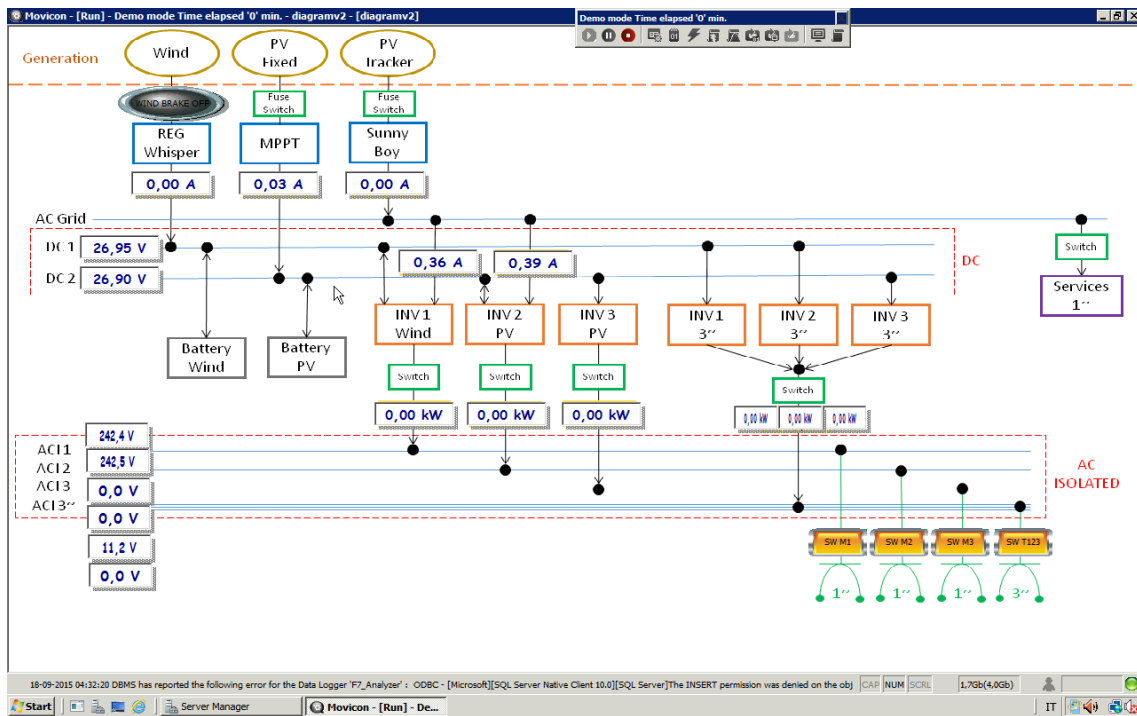 Movicon - [Run] - Demo mode Time elapsed '0' min. - diagramv2 - [diagramv2]
Demo mode Time elapsed '0' min.
Generation
Wind
PV
Fixed
PV
Tracker
WIND BRAKE OFF
Fuse
Switch
Fuse
Switch
REG
Whisper
MPPT
Sunny
Boy
0,00 A
0,03 A
0,00 A
AC Grid
DC 1
26,95 V
0,36 A
0,39 A
DC
DC 2
26,90 V
Switch
Services
1~
INV 1
Wind
INV 2
PV
INV 3
PV
INV 1
3~
INV 2
3~
INV 3
3~
Battery
Wind
Battery
PV
Switch
Switch
Switch
Switch
0,00 kW
0,00 kW
0,00 kW
0,00 kW
0,00 kW
0,00 kW
242,4 V
ACI 1
242,5 V
ACI 2
ACI 3
0,0 V
ACI 3~
0,0 V
11,2 V
0,0 V
AC
ISOLATED
SW M1
SW M2
SW M3
SW T123
1~
1~
1~
3~
18-09-2015 04:32:20 DBMS has reported the following error for the Data Logger 'F7_Analyzer' : ODBC - [Microsoft][SQL Server Native Client 10.0][SQL Server]The INSERT permission was denied on the obj
CAP NUM SCRL
1,7Gb(4,0Gb)
Start
Server Manager
Movicon - [Run] - De...
IT